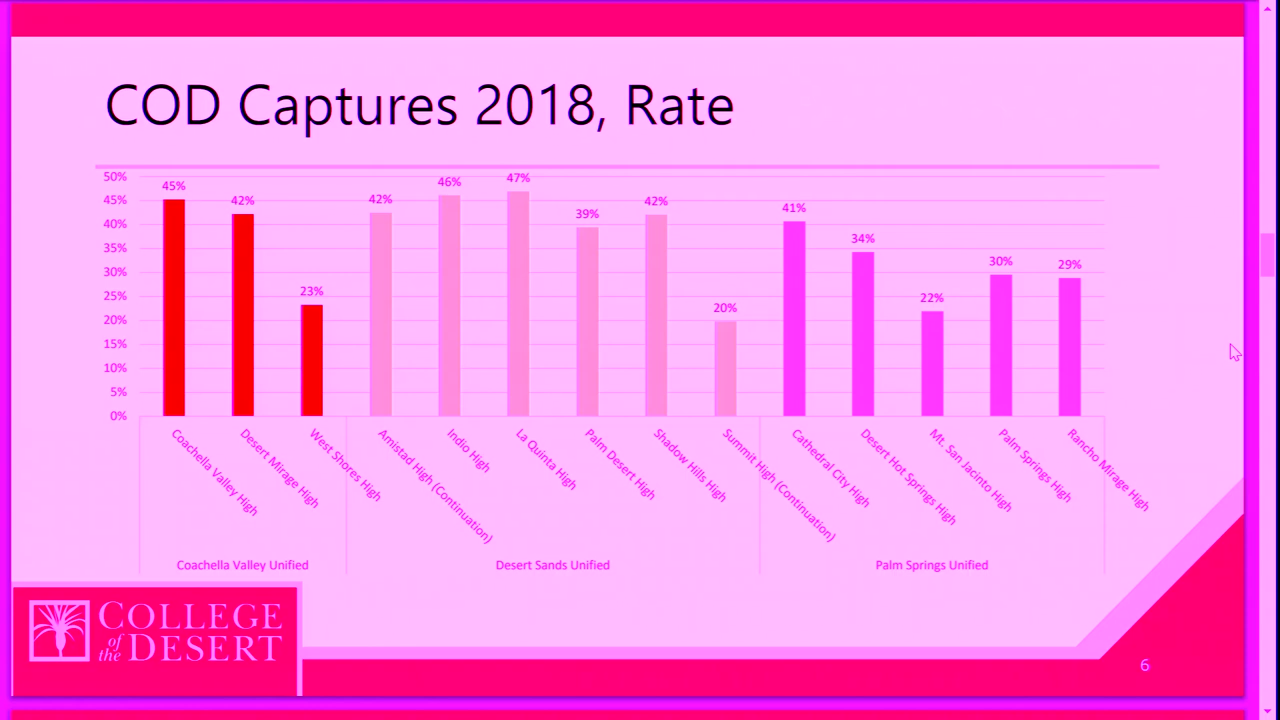 COD Captures 2018, Rate
50%
45%
40%
35%
30%
25%
20%
15%
10%
5%
0%
45%
42%
23%
42%
46%
47%
39%
42%
20%
41%
34%
22%
30%
29%
Coachella Valley High
Desert Mirage High
West Shores High
Amistad High (Continuation)
Indio High
La Quinta High
Palm Desert High
Shadow Hills High
Summit High (Continuation)
Cathedral City High
Desert Hot Springs High
Mt. San Jacinto High
Palm Springs High
Rancho Mirage High
Coachella Valley Unified
Desert Sands Unified
Palm Springs Unified
COLLEGE
of
the DESERT
6